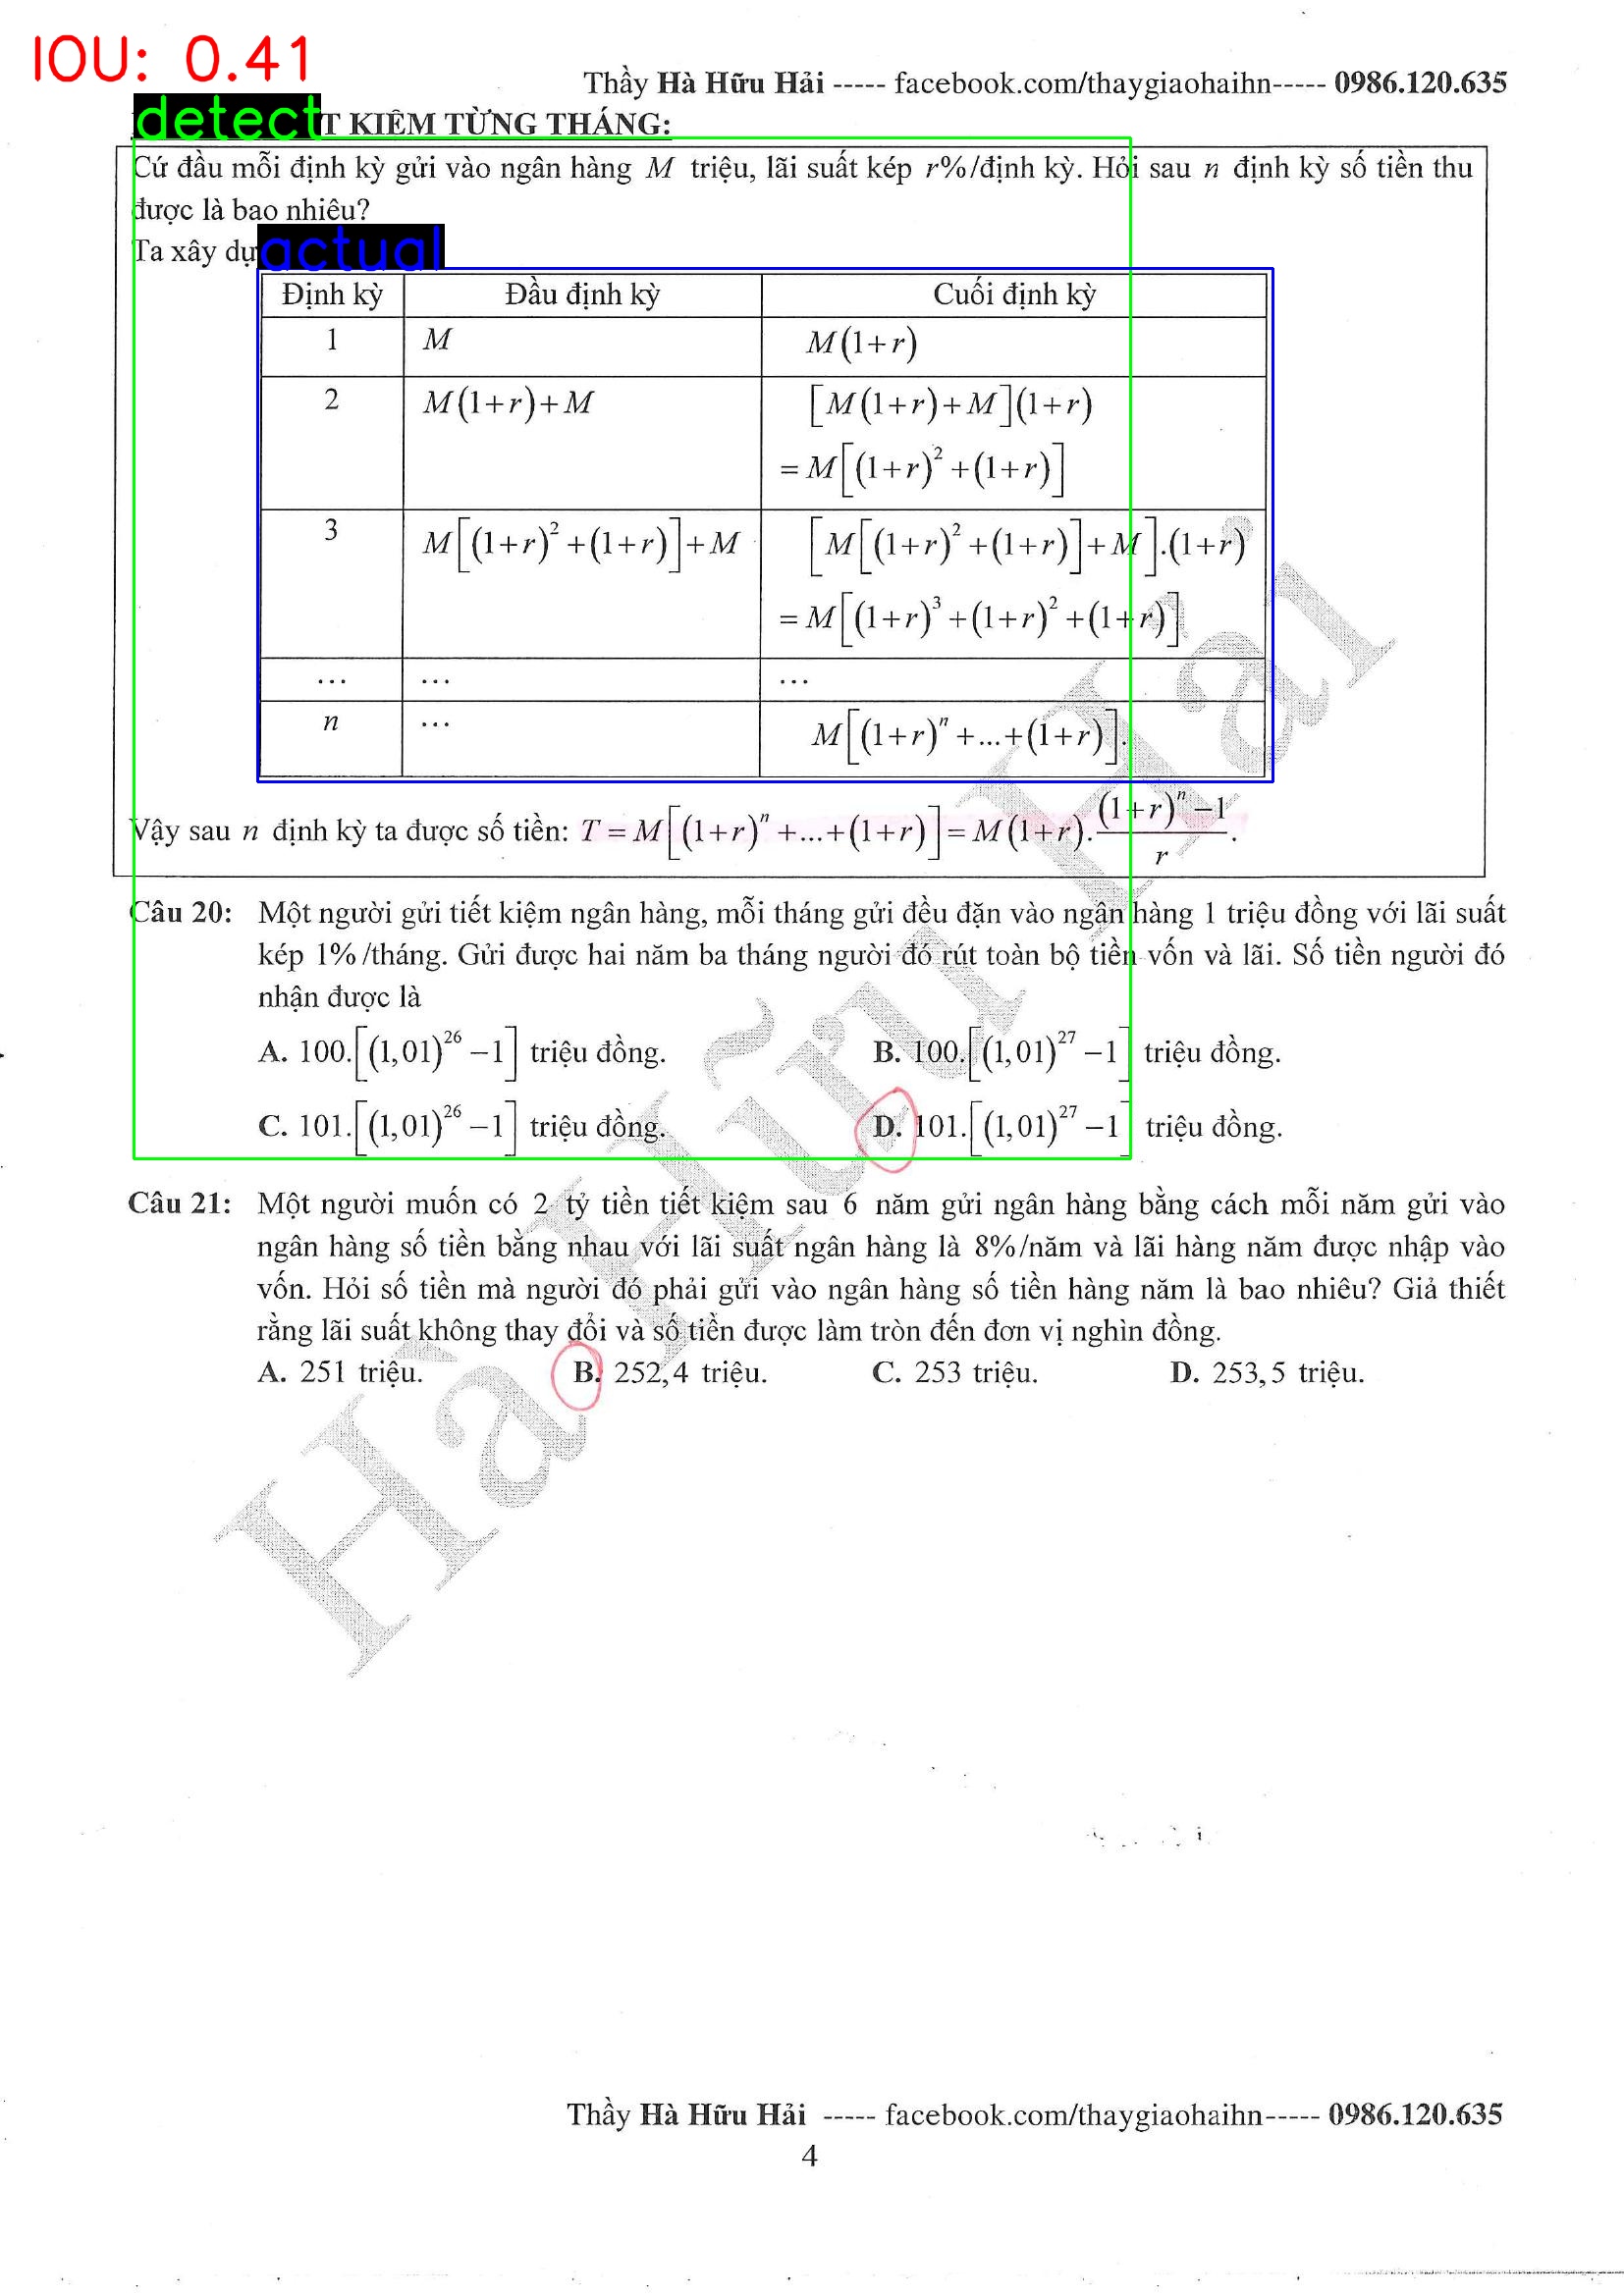 IOU: 0.41
Thầy Hà Hữu Hải ----- facebook.com/thaygiaohaihn----- 0986.120.635
detect T KIỆM TỪNG THÁNG:
Cứ đầu mỗi định kỳ gửi vào ngân hàng M triệu, lãi suất kép r%/định kỳ. Hỏi sau n định kỳ số tiền thu
được là bao nhiêu?
Ta xây dự
actual
Định kỳ Đầu định kỳ Cuối định kỳ
1 M M(1+r)
2 M(1+r)+M [M(1+r)+M](1+r)
=M[(1+r)²+(1+r)]
3 M[(1+r)²+(1+r)]+M [M[(1+r)²+(1+r)]+M].(1+r)
=M[(1+r)³+(1+r)²+(1+r)]
... ... ...
n ... M[(1+r)ⁿ+...+(1+r)].
Vậy sau n định kỳ ta được số tiền: T=M[(1+r)ⁿ+...+(1+r)]=M(1+r).((1+r)ⁿ−1)/r.
Câu 20: Một người gửi tiết kiệm ngân hàng, mỗi tháng gửi đều đặn vào ngân hàng 1 triệu đồng với lãi suất
kép 1%/tháng. Gửi được hai năm ba tháng người đó rút toàn bộ tiền vốn và lãi. Số tiền người đó
nhận được là
A. 100.[(1,01)²⁶−1] triệu đồng. B. 100.[(1,01)²⁷−1] triệu đồng.
C. 101.[(1,01)²⁶−1] triệu đồng. D. 101.[(1,01)²⁷−1] triệu đồng.
Câu 21: Một người muốn có 2 tỷ tiền tiết kiệm sau 6 năm gửi ngân hàng bằng cách mỗi năm gửi vào
ngân hàng số tiền bằng nhau với lãi suất ngân hàng là 8%/năm và lãi hàng năm được nhập vào
vốn. Hỏi số tiền mà người đó phải gửi vào ngân hàng số tiền hàng năm là bao nhiêu? Giả thiết
rằng lãi suất không thay đổi và số tiền được làm tròn đến đơn vị nghìn đồng.
A. 251 triệu. B. 252,4 triệu. C. 253 triệu. D. 253,5 triệu.
Hà Hữu Hải
Thầy Hà Hữu Hải ----- facebook.com/thaygiaohaihn----- 0986.120.635
4